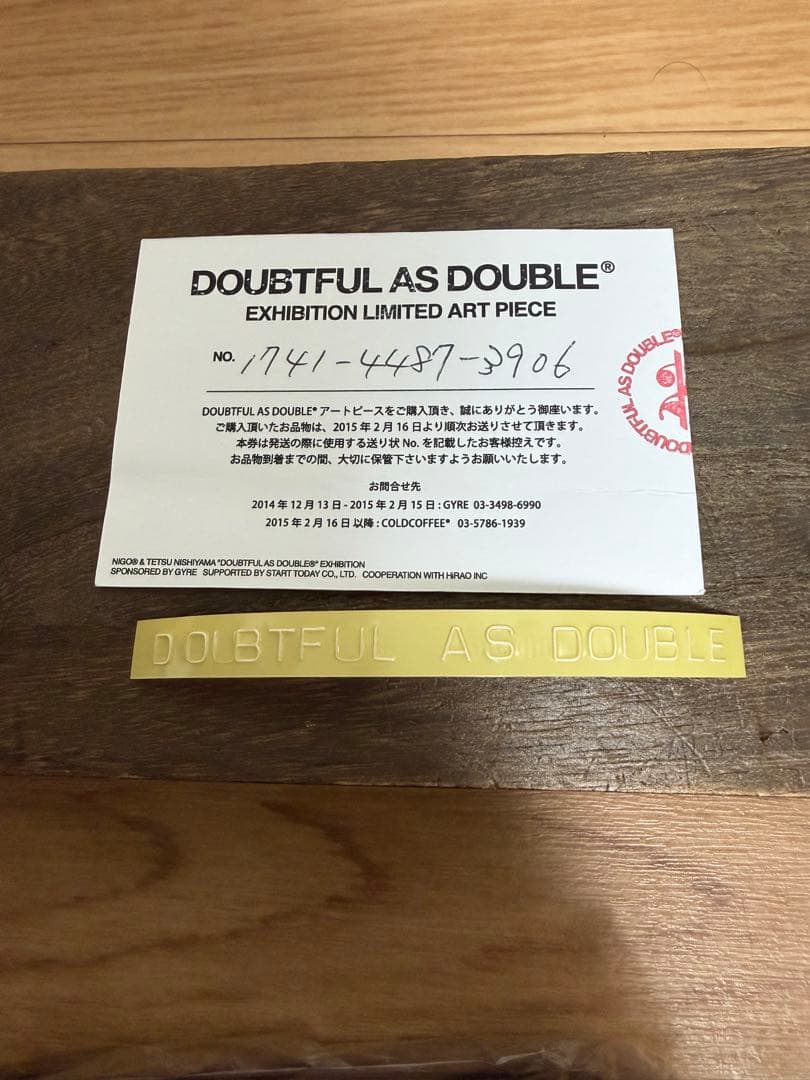 DOUBTFUL AS DOUBLE®
EXHIBITION LIMITED ART PIECE
NO. 1741-4487-3906
DOUBTFUL AS DOUBLE® アートピースをご購入頂き、誠にありがとう御座います。
ご購入頂いたお品物は、2015年2月16日より順次お送りさせて頂きます。
本券は発送の際に使用する送り状 No. を記載したお客様控えです。
お品物到着までの間、大切に保管下さいますようお願いいたします。
お問合せ先
2014年12月13日 - 2015年2月15日 : GYRE 03-3498-6990
2015年2月16日以降 : COLDCOFFEE® 03-5786-1939
NIGO® & TETSU NISHIYAMA "DOUBTFUL AS DOUBLE®" EXHIBITION
SPONSORED BY GYRE SUPPORTED BY START TODAY CO., LTD. COOPERATION WITH HiRAO INC
DOUBTFUL AS DOUBLE®
DOUBTFUL AS DOUBLE